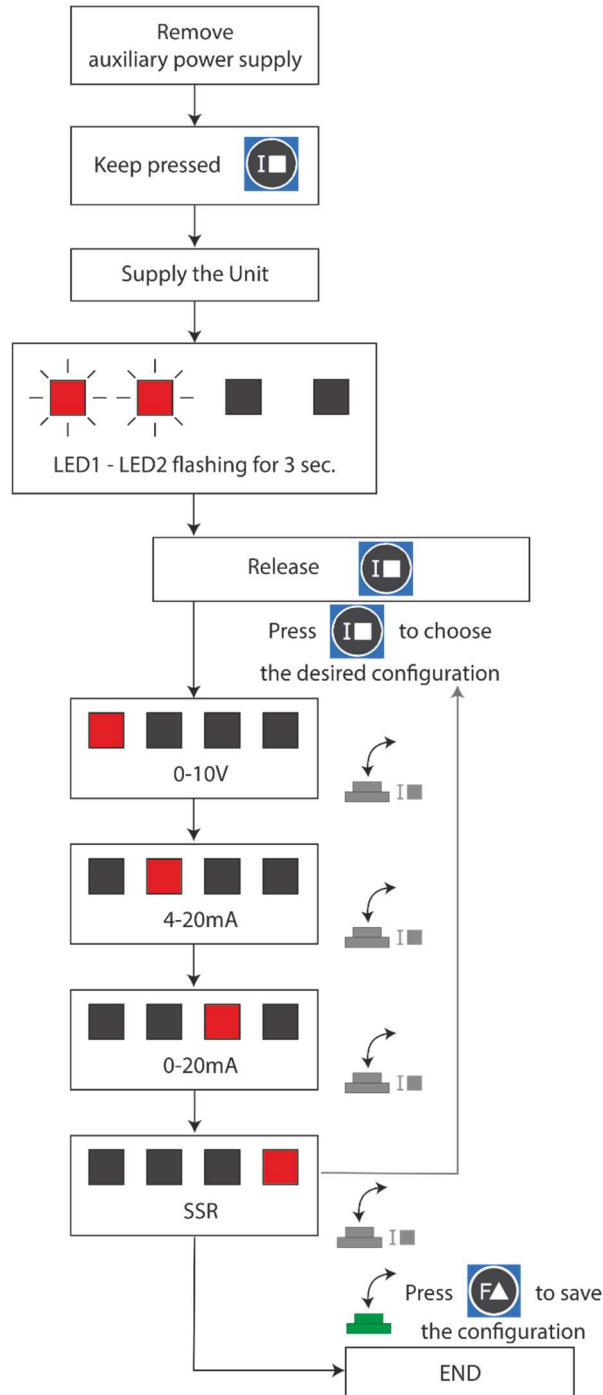 Remove
auxiliary power supply
Keep pressed I■
Supply the Unit
LED1 - LED2 flashing for 3 sec.
Release I■
Press I■ to choose
the desired configuration
0-10V
I■
4-20mA
I■
0-20mA
I■
SSR
I■
Press F▲ to save
the configuration
END